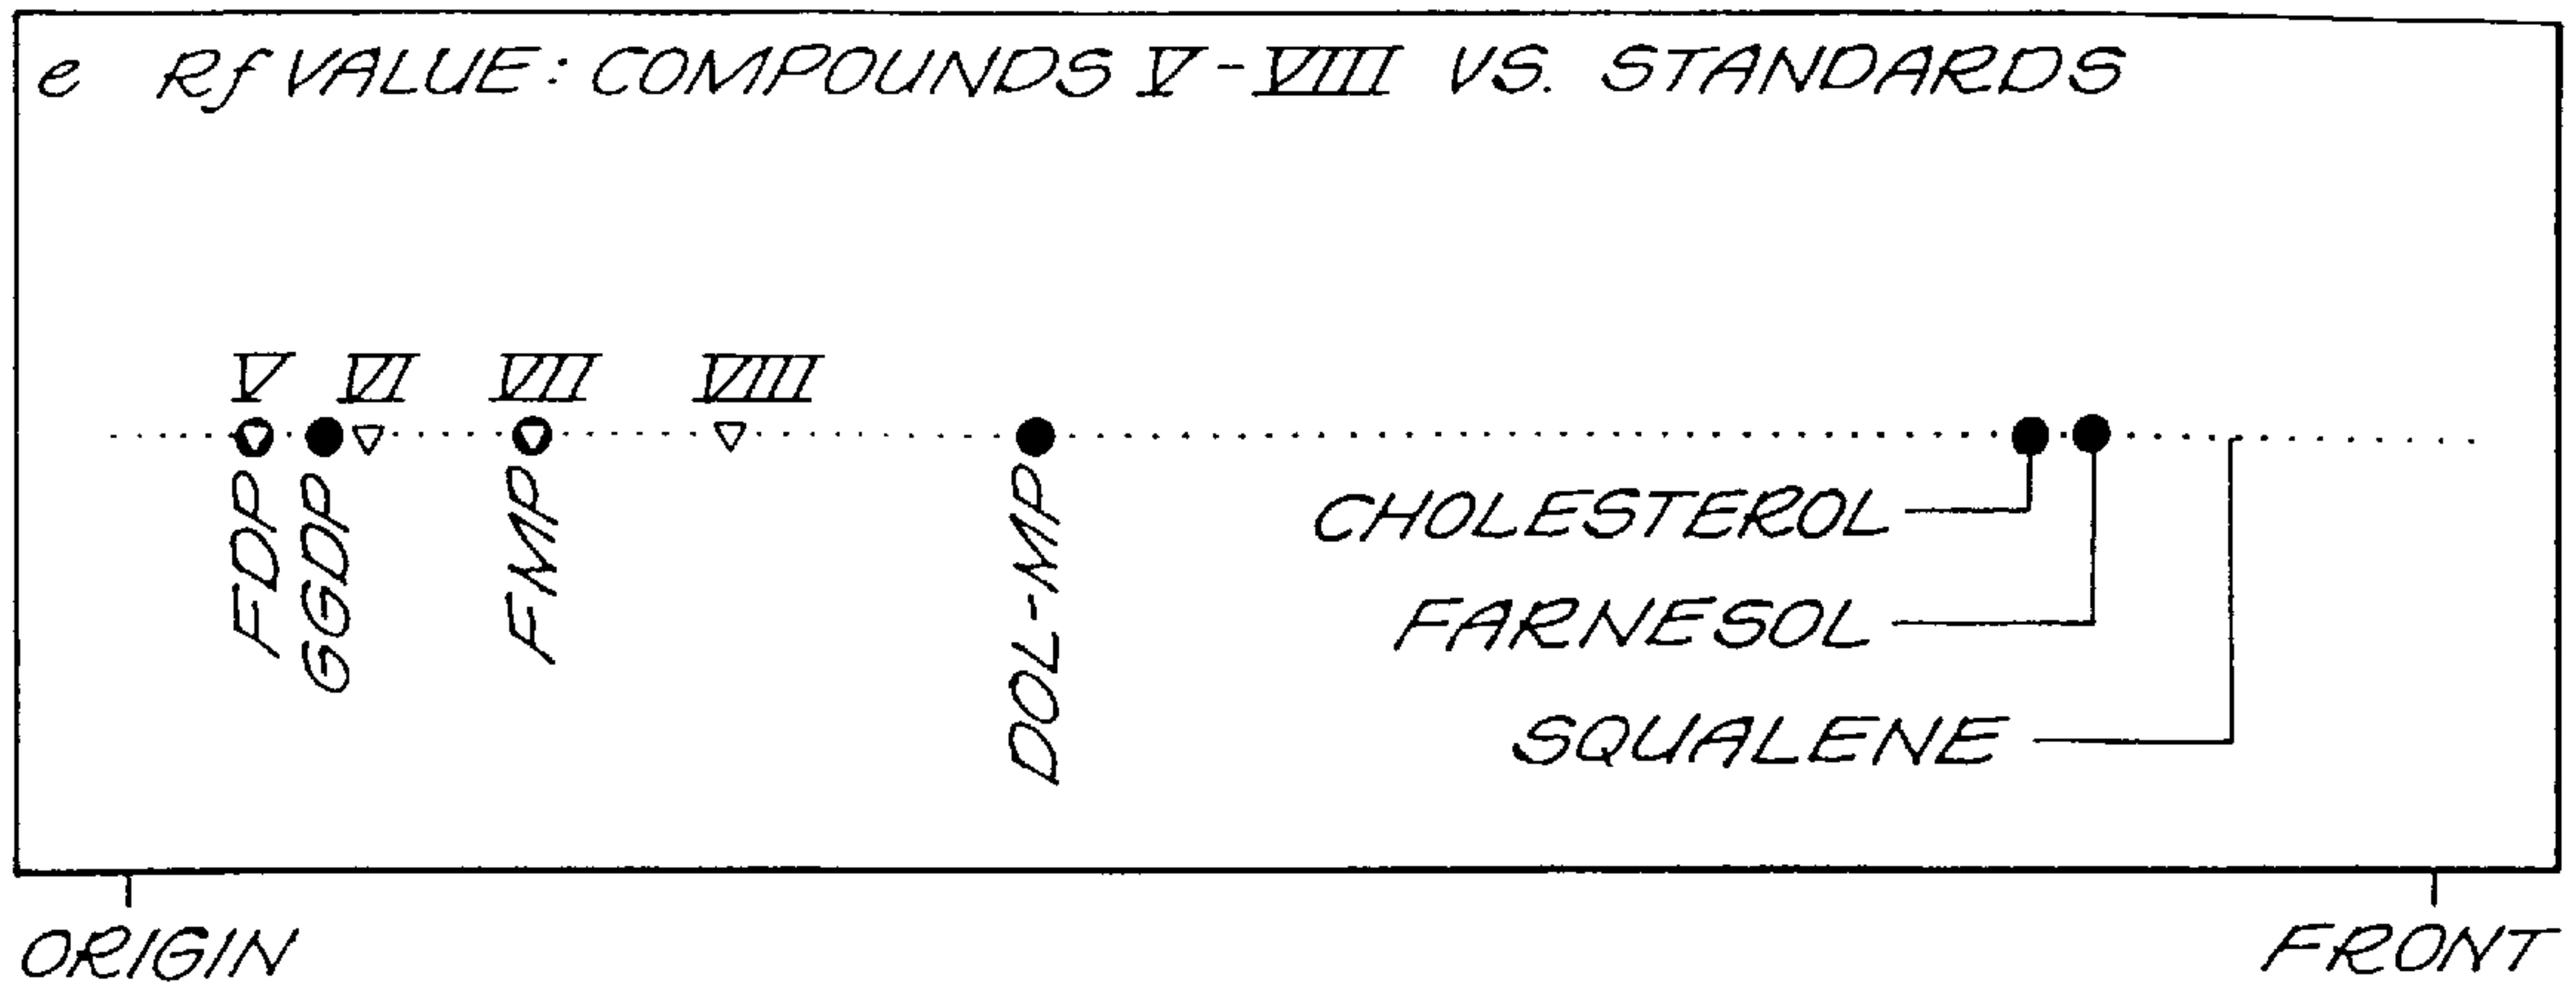 e Rf VALUE: COMPOUNDS V-VIII VS. STANDARDS
V VI VII VIII
FDP
GGDP
FMP
DOL-MP
CHOLESTEROL
FARNESOL
SQUALENE
ORIGIN
FRONT